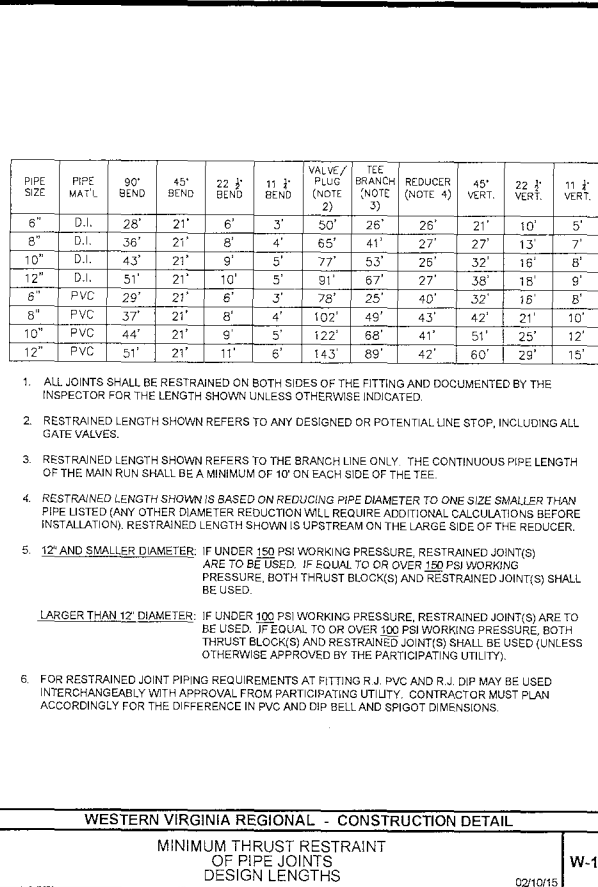 PIPE SIZE | PIPE MAT'L | 90° BEND | 45° BEND | 22 ½° BEND | 11 ¼° BEND | VALVE/ PLUG (NOTE 2) | TEE BRANCH (NOTE 3) | REDUCER (NOTE 4) | 45° VERT. | 22 ½° VERT. | 11 ¼° VERT.
6" D.I. 28' 21' 6' 3' 50' 26' 26' 21' 10' 5'
8" D.I. 36' 21' 8' 4' 65' 41' 27' 27' 13' 7'
10" D.I. 43' 21' 9' 5' 77' 53' 26' 32' 16' 8'
12" D.I. 51' 21' 10' 5' 91' 67' 27' 38' 18' 9'
6" PVC 29' 21' 6' 3' 78' 25' 40' 32' 16' 8'
8" PVC 37' 21' 8' 4' 102' 49' 43' 42' 21' 10'
10" PVC 44' 21' 9' 5' 122' 68' 41' 51' 25' 12'
12" PVC 51' 21' 11' 6' 143' 89' 42' 60' 29' 15'
1. ALL JOINTS SHALL BE RESTRAINED ON BOTH SIDES OF THE FITTING AND DOCUMENTED BY THE
INSPECTOR FOR THE LENGTH SHOWN UNLESS OTHERWISE INDICATED.
2. RESTRAINED LENGTH SHOWN REFERS TO ANY DESIGNED OR POTENTIAL LINE STOP, INCLUDING ALL
GATE VALVES.
3. RESTRAINED LENGTH SHOWN REFERS TO THE BRANCH LINE ONLY. THE CONTINUOUS PIPE LENGTH
OF THE MAIN RUN SHALL BE A MINIMUM OF 10' ON EACH SIDE OF THE TEE.
4. RESTRAINED LENGTH SHOWN IS BASED ON REDUCING PIPE DIAMETER TO ONE SIZE SMALLER THAN
PIPE LISTED (ANY OTHER DIAMETER REDUCTION WILL REQUIRE ADDITIONAL CALCULATIONS BEFORE
INSTALLATION). RESTRAINED LENGTH SHOWN IS UPSTREAM ON THE LARGE SIDE OF THE REDUCER.
5. 12" AND SMALLER DIAMETER: IF UNDER 150 PSI WORKING PRESSURE, RESTRAINED JOINT(S)
ARE TO BE USED. IF EQUAL TO OR OVER 150 PSI WORKING
PRESSURE, BOTH THRUST BLOCK(S) AND RESTRAINED JOINT(S) SHALL
BE USED.
LARGER THAN 12" DIAMETER: IF UNDER 100 PSI WORKING PRESSURE, RESTRAINED JOINT(S) ARE TO
BE USED. IF EQUAL TO OR OVER 100 PSI WORKING PRESSURE, BOTH
THRUST BLOCK(S) AND RESTRAINED JOINT(S) SHALL BE USED (UNLESS
OTHERWISE APPROVED BY THE PARTICIPATING UTILITY).
6. FOR RESTRAINED JOINT PIPING REQUIREMENTS AT FITTING R.J. PVC AND R.J. DIP MAY BE USED
INTERCHANGEABLY WITH APPROVAL FROM PARTICIPATING UTILITY. CONTRACTOR MUST PLAN
ACCORDINGLY FOR THE DIFFERENCE IN PVC AND DIP BELL AND SPIGOT DIMENSIONS.
WESTERN VIRGINIA REGIONAL - CONSTRUCTION DETAIL
MINIMUM THRUST RESTRAINT
OF PIPE JOINTS
DESIGN LENGTHS
W-1
02/10/15